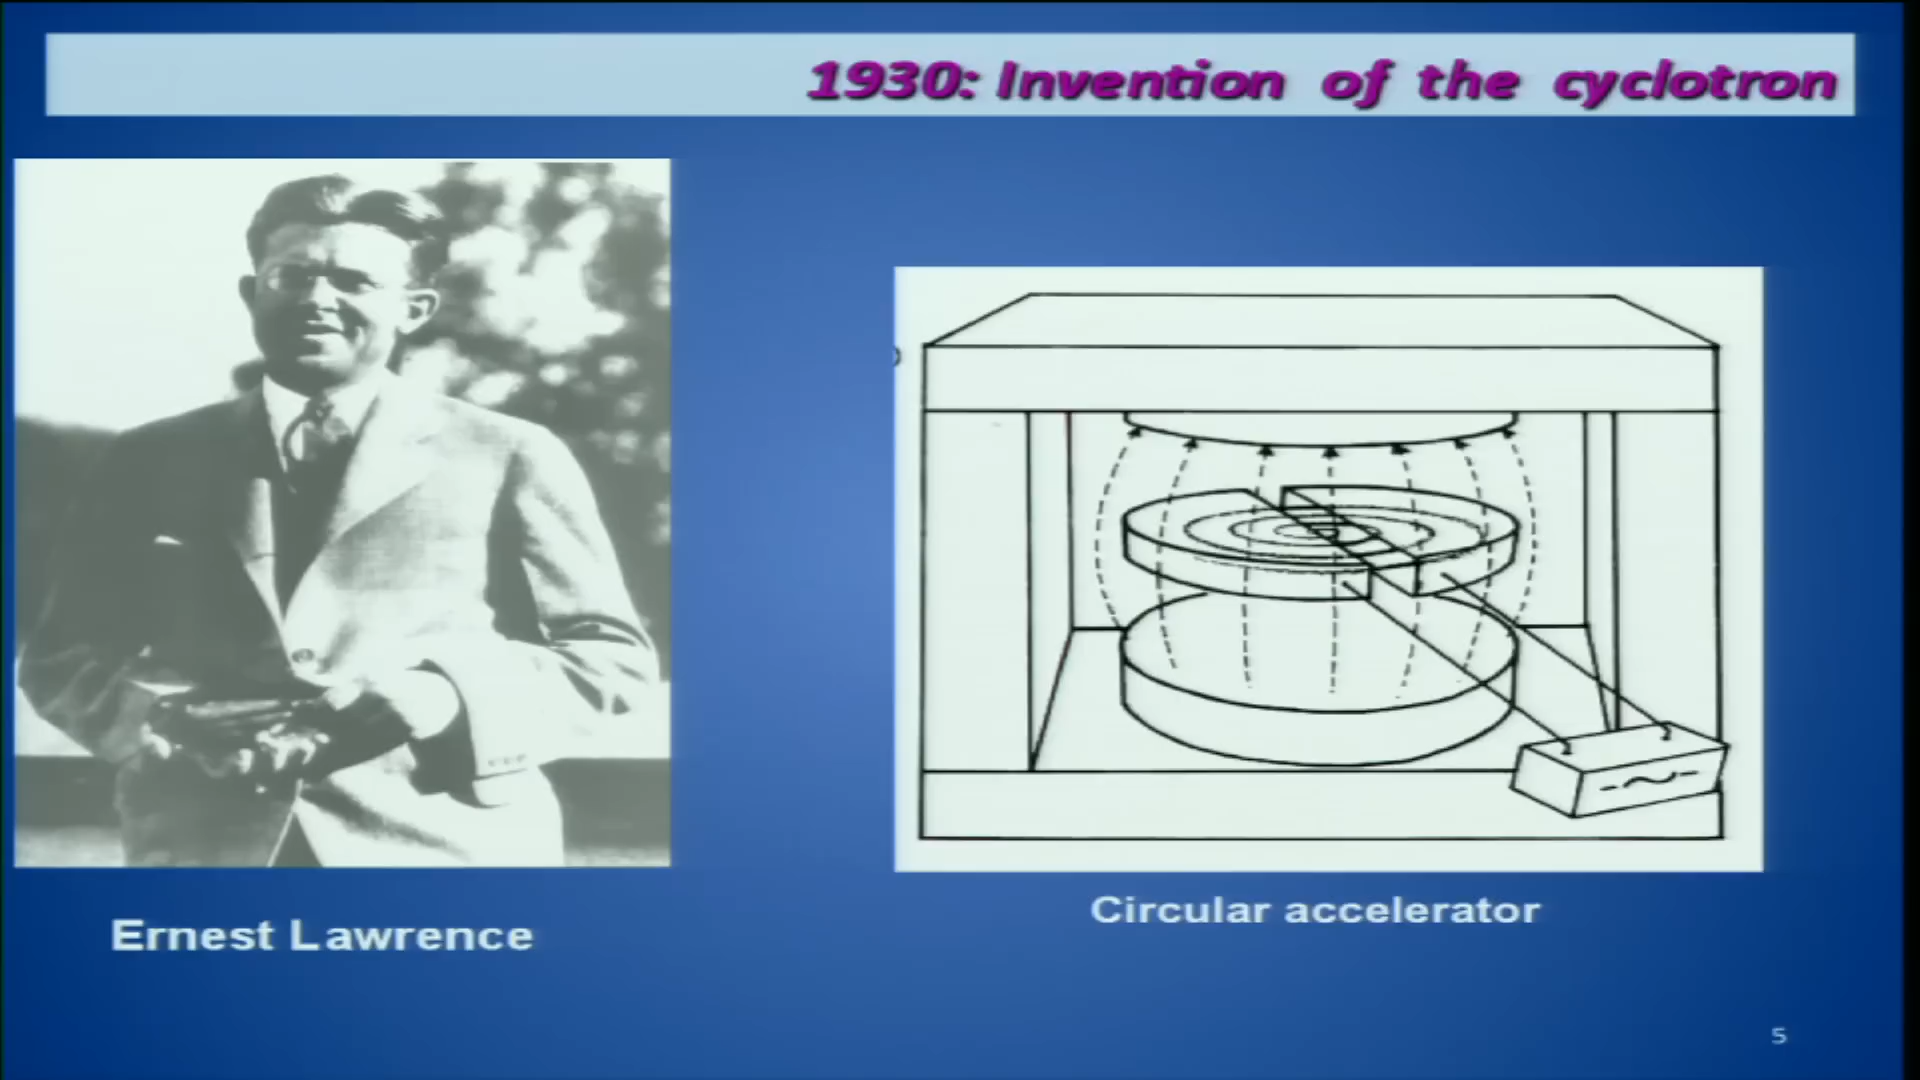 1930: Invention of the cyclotron
Ernest Lawrence
Circular accelerator
5